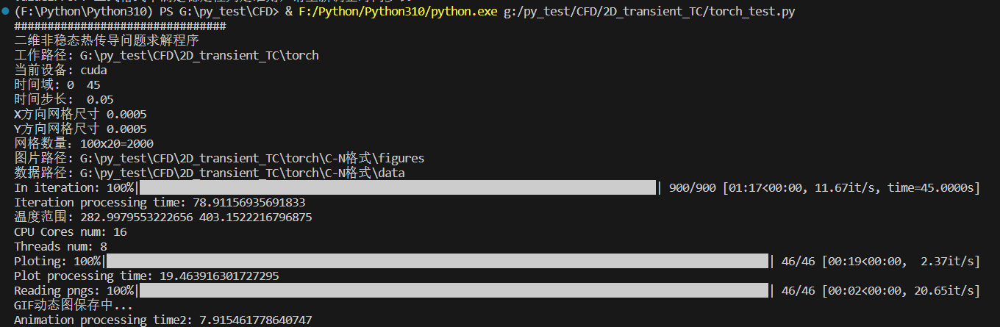 (F:\Python\Python310) PS G:\py_test\CFD> & F:/Python/Python310/python.exe g:/py_test/CFD/2D_transient_TC/torch_test.py
################################
二维非稳态热传导问题求解程序
工作路径: G:\py_test\CFD\2D_transient_TC\torch
当前设备: cuda
时间域: 0  45
时间步长:  0.05
X方向网格尺寸 0.0005
Y方向网格尺寸 0.0005
网格数量: 100x20=2000
图片路径: G:\py_test\CFD\2D_transient_TC\torch\C-N格式\figures
数据路径: G:\py_test\CFD\2D_transient_TC\torch\C-N格式\data
In iteration: 100%| | 900/900 [01:17<00:00, 11.67it/s, time=45.0000s]
Iteration processing time: 78.91156935691833
温度范围: 282.9979553222656 403.1522216796875
CPU Cores num: 16
Threads num: 8
Ploting: 100%| | 46/46 [00:19<00:00,  2.37it/s]
Plot processing time: 19.463916301727295
Reading pngs: 100%| | 46/46 [00:02<00:00, 20.65it/s]
GIF动态图保存中...
Animation processing time2: 7.915461778640747